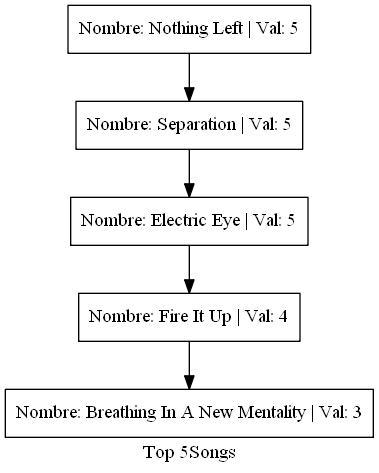 Nombre: Nothing Left | Val: 5
Nombre: Separation | Val: 5
Nombre: Electric Eye | Val: 5
Nombre: Fire It Up | Val: 4
Nombre: Breathing In A New Mentality | Val: 3
Top 5Songs